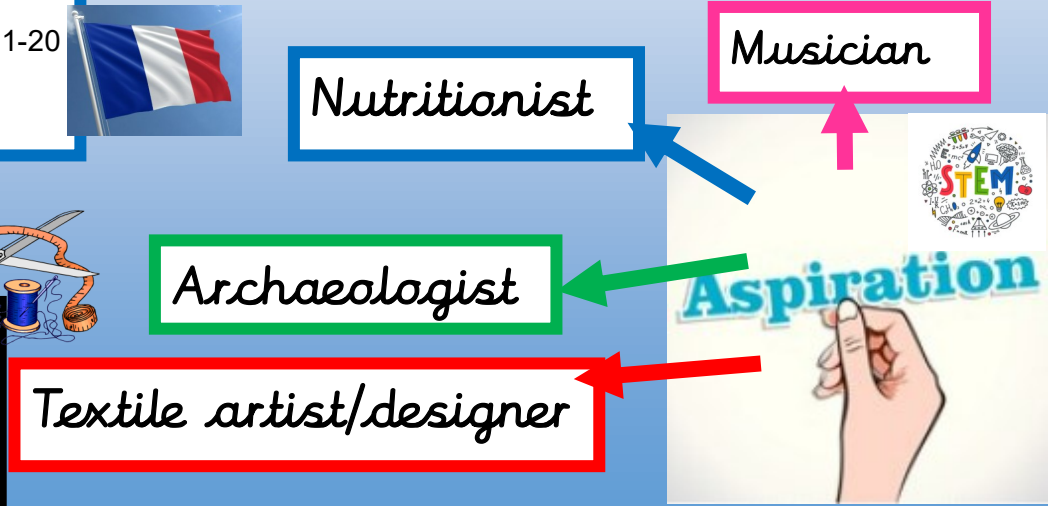 1-20
Musician
Nutritionist
STEM
Archaeologist
Aspiration
Textile artist/designer